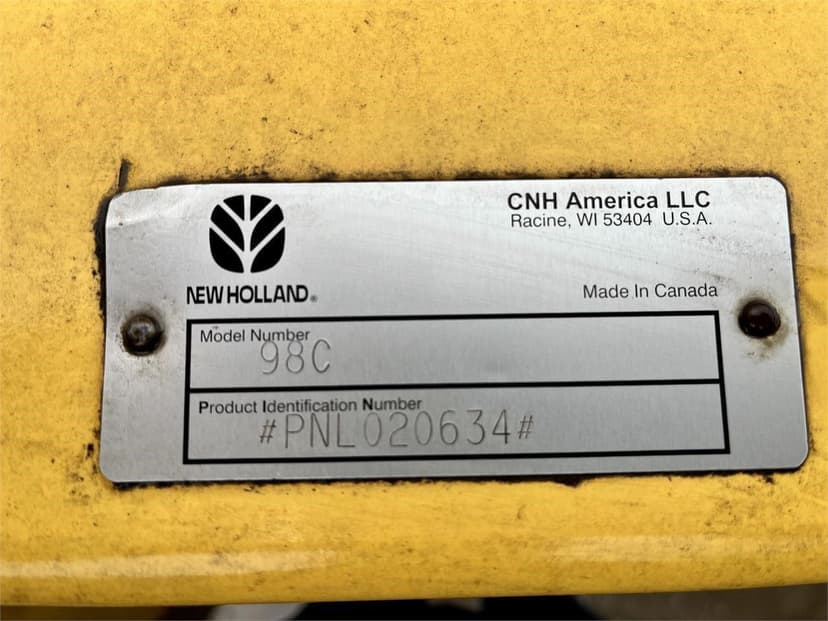 CNH America LLC
Racine, WI 53404 U.S.A.
NEW HOLLAND®
Made In Canada
Model Number
98C
Product Identification Number
#PNL020634#